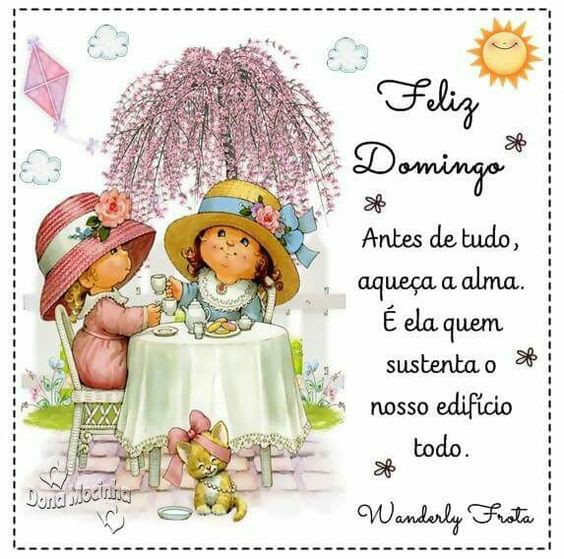 Feliz
Domingo
Antes de tudo,
aqueça a alma.
É ela quem
sustenta o
nosso edifício
todo.
Wanderly Frota
Dona Mocinha